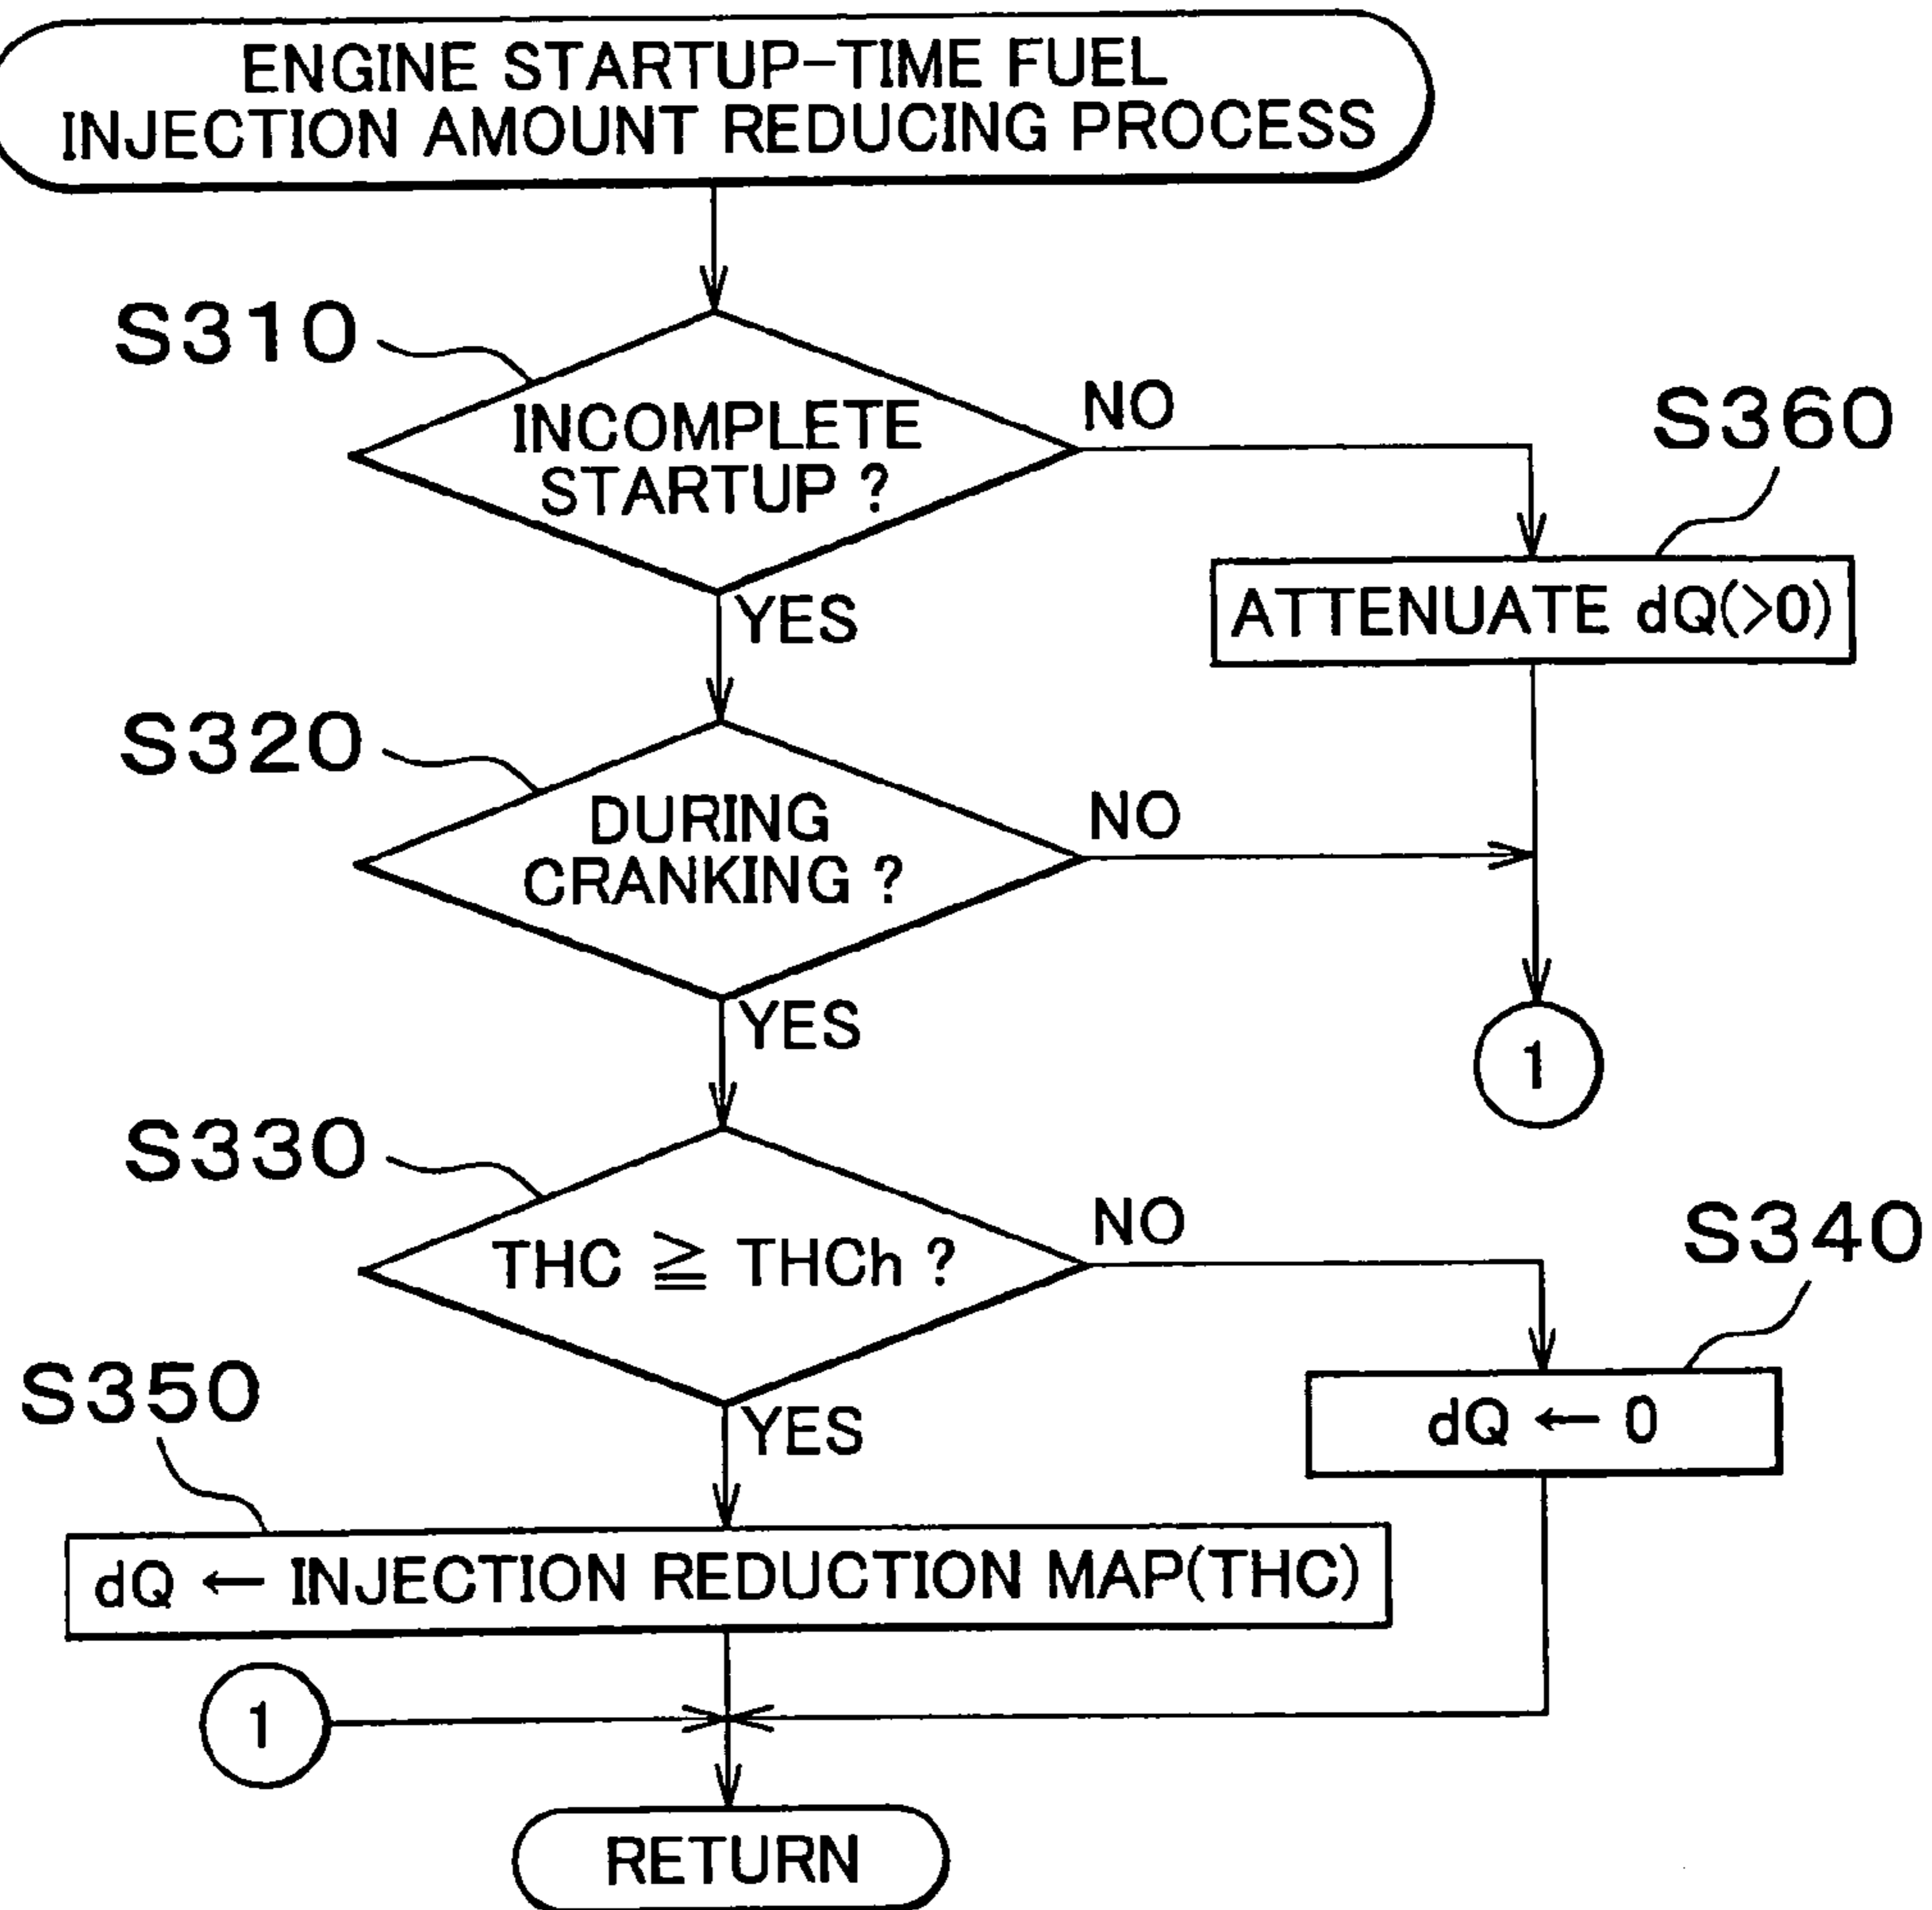 ENGINE STARTUP-TIME FUEL
INJECTION AMOUNT REDUCING PROCESS
S310
INCOMPLETE
STARTUP ?
NO
YES
S360
ATTENUATE dQ(>0)
S320
DURING
CRANKING ?
NO
YES
1
S330
THC ≧ THCh ?
NO
YES
S340
dQ ← 0
S350
dQ ← INJECTION REDUCTION MAP(THC)
1
RETURN